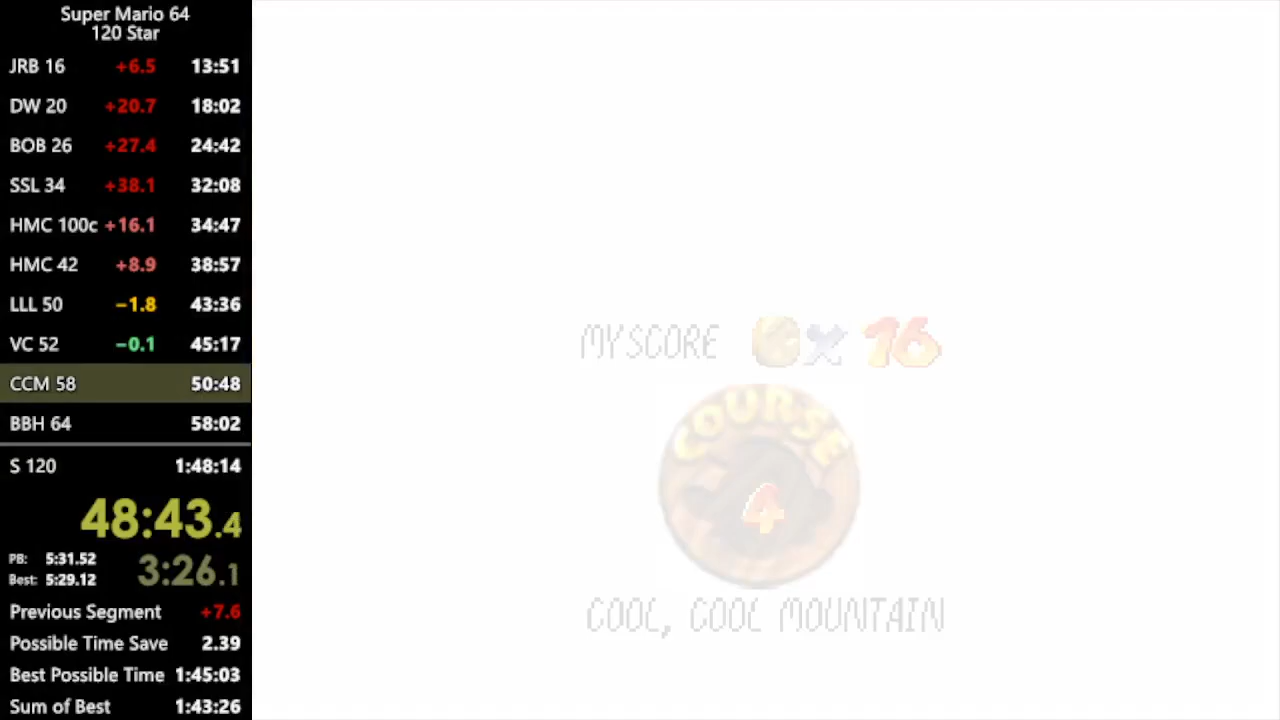 Super Mario 64
120 Star
JRB 16 +6.5 13:51
DW 20 +20.7 18:02
BOB 26 +27.4 24:42
SSL 34 +38.1 32:08
HMC 100c +16.1 34:47
HMC 42 +8.9 38:57
LLL 50 −1.8 43:36
VC 52 −0.1 45:17
CCM 58 50:48
BBH 64 58:02
S 120 1:48:14
48:43.4
PB: 5:31.52
Best: 5:29.12
3:26.1
Previous Segment +7.6
Possible Time Save 2.39
Best Possible Time 1:45:03
Sum of Best 1:43:26
MY SCORE × 16
COURSE
4
COOL, COOL MOUNTAIN